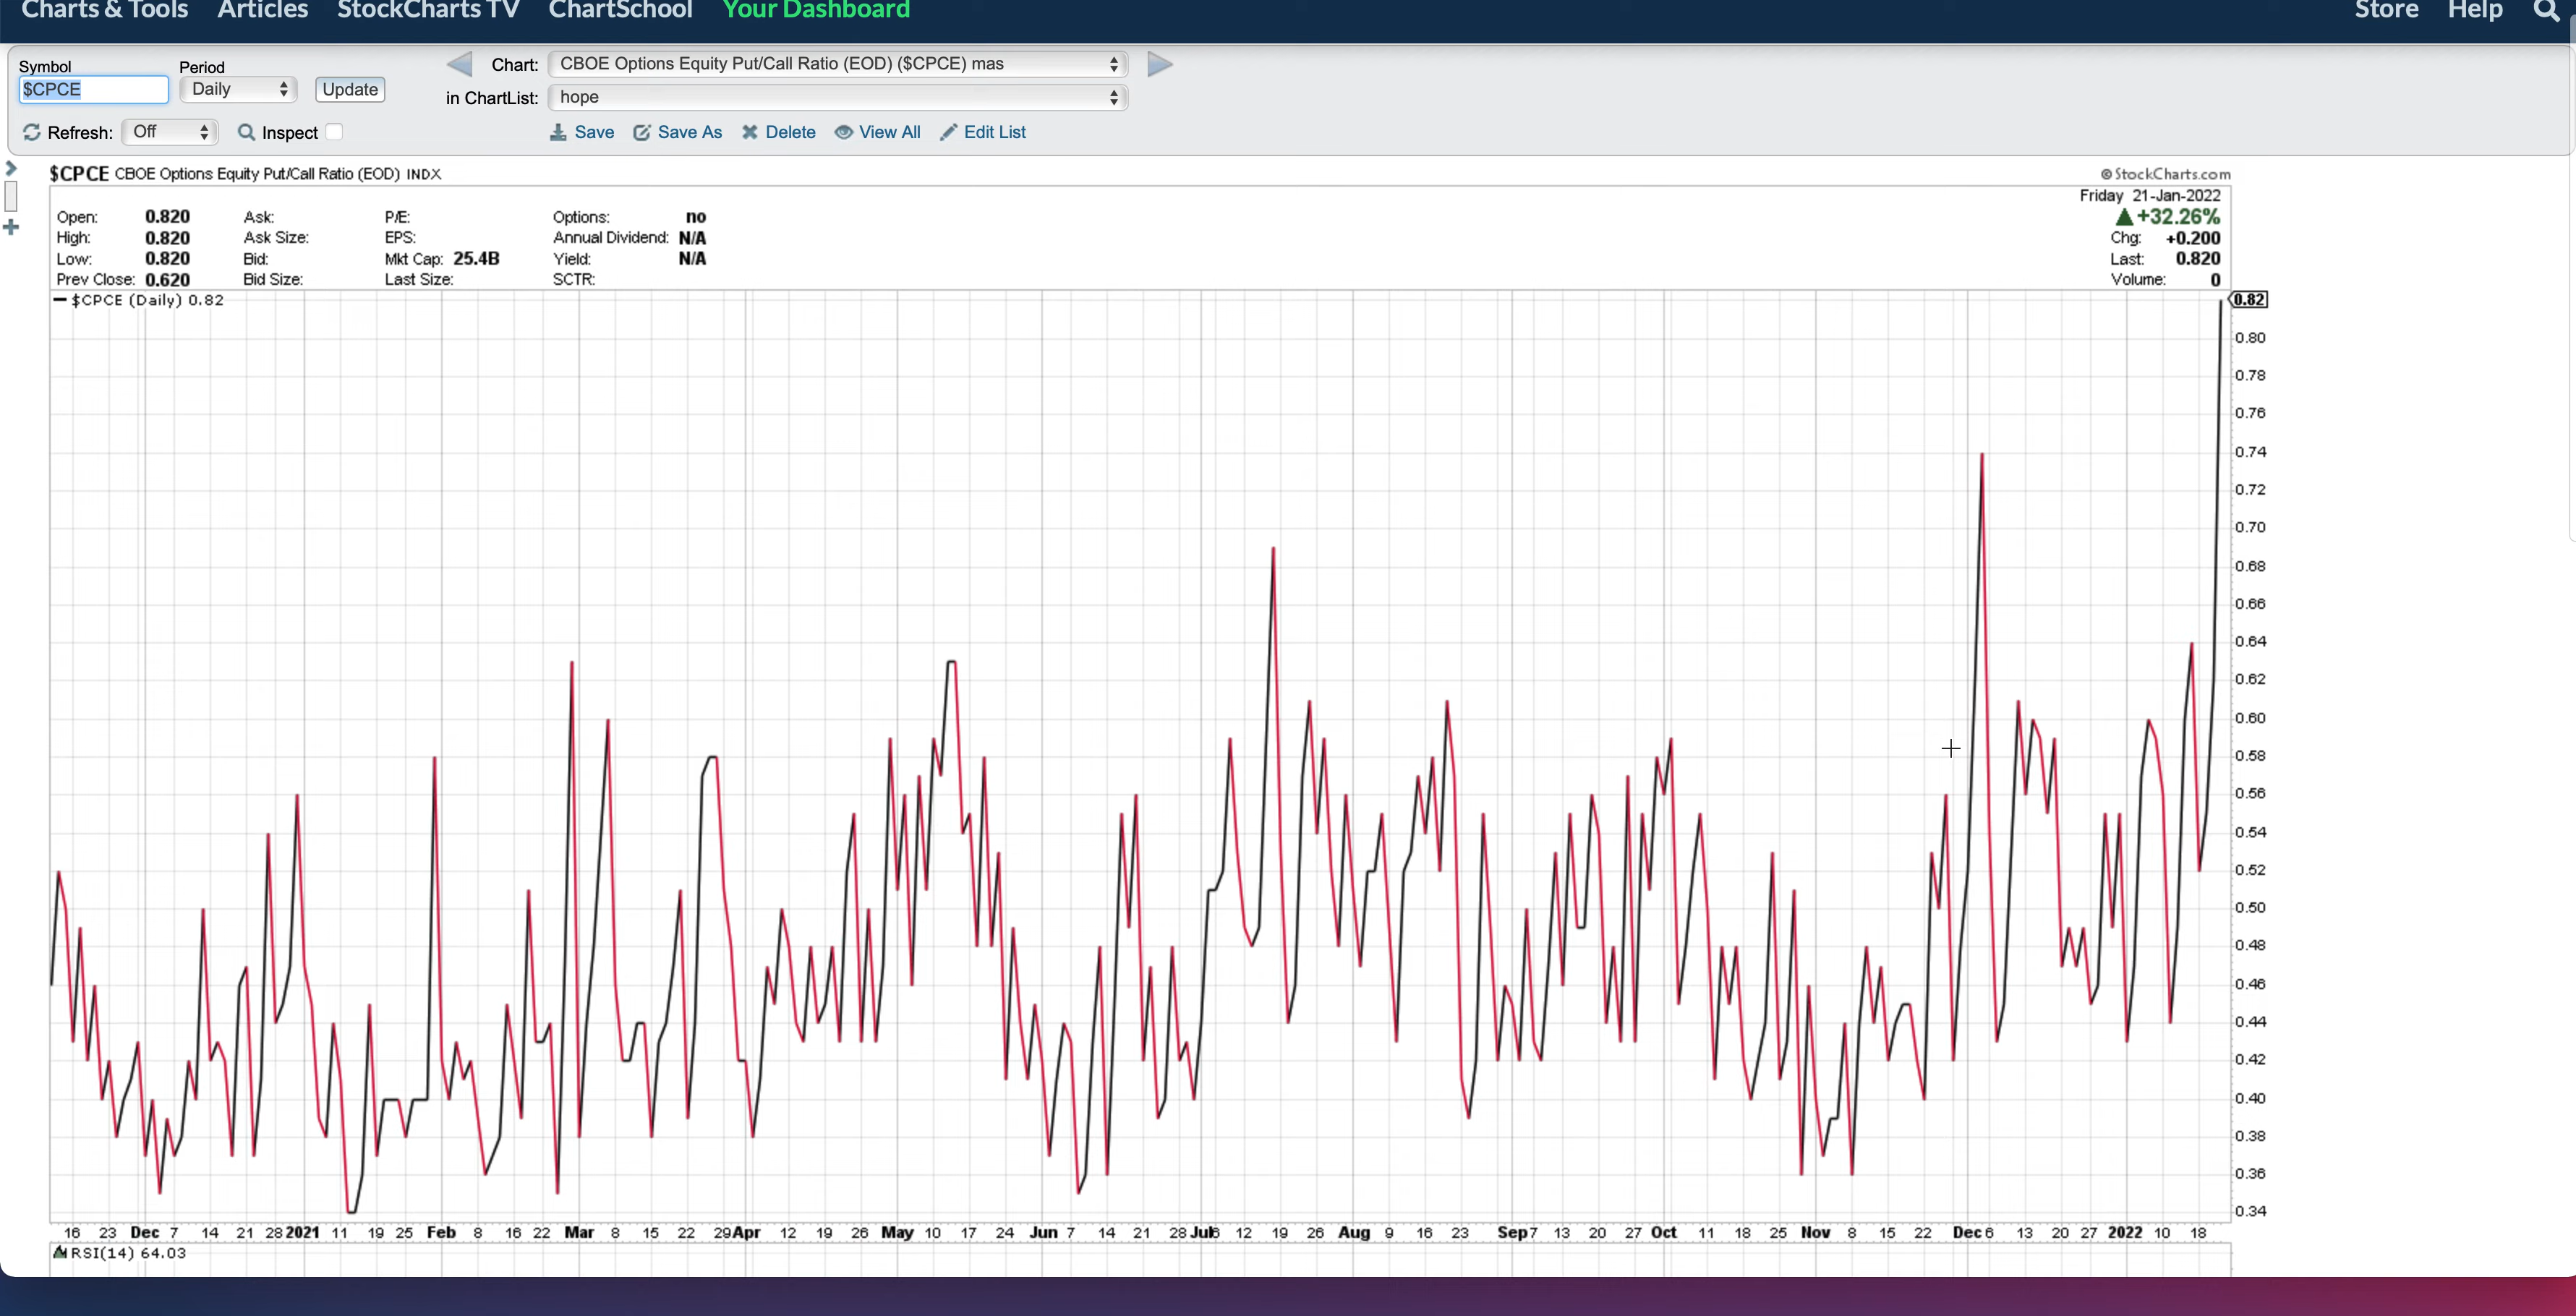 Charts & Tools Articles StockCharts TV ChartSchool Your Dashboard Store Help
Symbol Period Chart: CBOE Options Equity Put/Call Ratio (EOD) ($CPCE) mas
$CPCE Daily Update in ChartList: hope
Refresh: Off Inspect Save Save As Delete View All Edit List
$CPCE CBOE Options Equity Put/Call Ratio (EOD) INDX © StockCharts.com
Friday 21-Jan-2022
Open: 0.820 Ask: P/E: Options: no +32.26%
High: 0.820 Ask Size: EPS: Annual Dividend: N/A Chg: +0.200
Low: 0.820 Bid: Mkt Cap: 25.4B Yield: N/A Last: 0.820
Prev Close: 0.620 Bid Size: Last Size: SCTR: Volume: 0
$CPCE (Daily) 0.82 0.82
0.80
0.78
0.76
0.74
0.72
0.70
0.68
0.66
0.64
0.62
0.60
0.58
0.56
0.54
0.52
0.50
0.48
0.46
0.44
0.42
0.40
0.38
0.36
0.34
16 23 Dec 7 14 21 28 2021 11 19 25 Feb 8 16 22 Mar 8 15 22 29 Apr 12 19 26 May 10 17 24 Jun 7 14 21 28 Jul 6 12 19 26 Aug 9 16 23 Sep 7 13 20 27 Oct 11 18 25 Nov 8 15 22 Dec 6 13 20 27 2022 10 18
RSI(14) 64.03